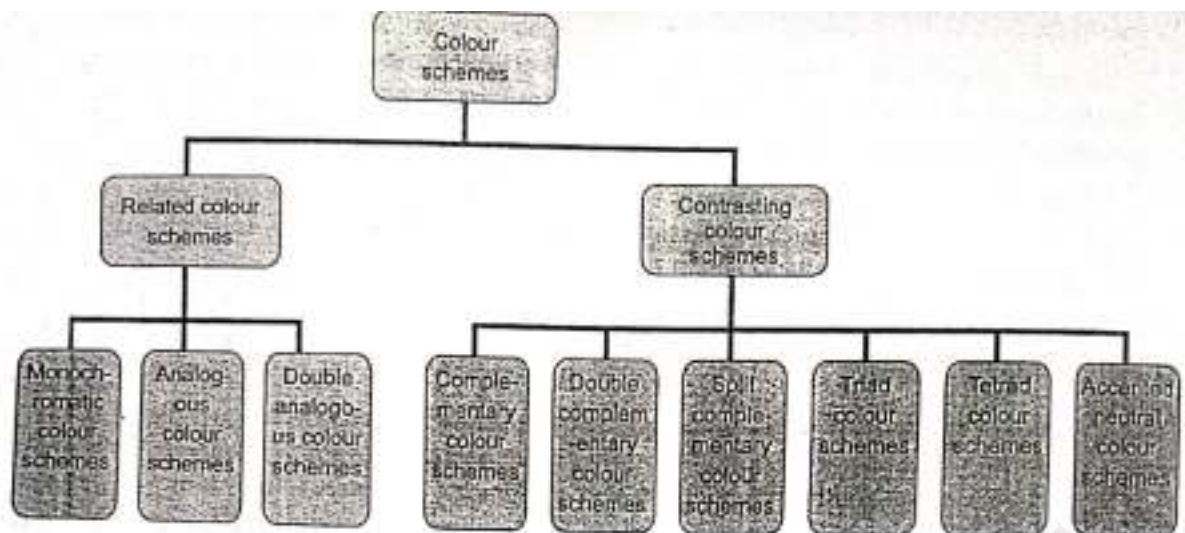 Colour
schemes
Related colour
schemes
Contrasting
colour
schemes
Monoch-
romatic
colour
schemes
Analog-
ous
colour
schemes
Double
analogo-
us colour
schemes
Comple-
mentary
colour
schemes
Double
complem
-entary
colour
schemes
Split
comple-
mentary
colour
schemes
Triad
-colour
schemes
Tetrad
colour
schemes
neutral
colour
schemes